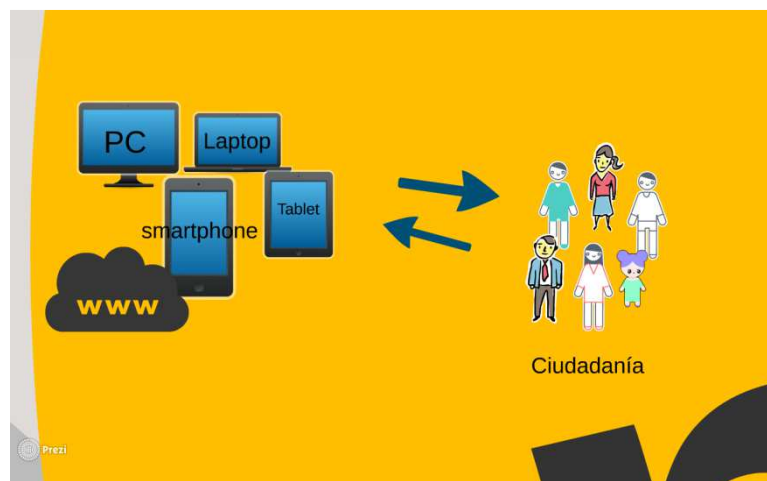 PC
Laptop
smartphone
Tablet
www
Ciudadanía
Prezi